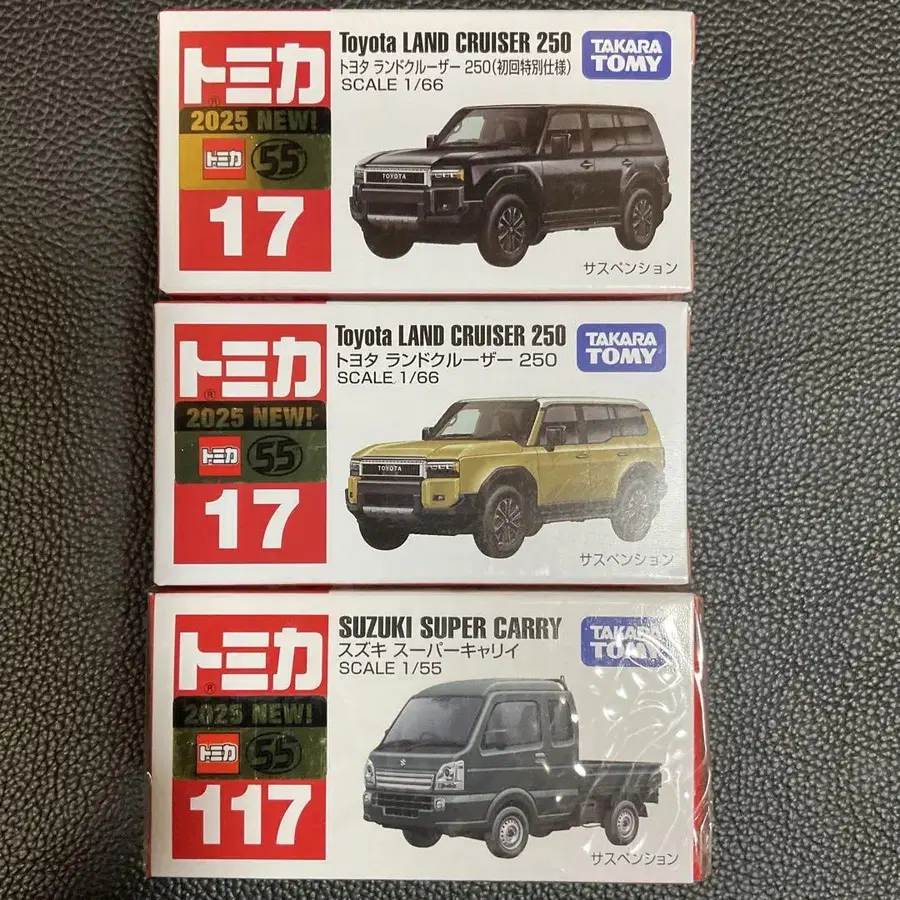 Toyota LAND CRUISER 250
トヨタ ランドクルーザー 250(初回特別仕様)
SCALE 1/66
TAKARA
TOMY
トミカ
®
2025 NEW!
トミカ 55
17
TOYOTA
サスペンション
Toyota LAND CRUISER 250
トヨタ ランドクルーザー 250
SCALE 1/66
TAKARA
TOMY
トミカ
®
2025 NEW!
トミカ 55
17
TOYOTA
サスペンション
SUZUKI SUPER CARRY
スズキ スーパーキャリイ
SCALE 1/55
TAKARA
TOMY
トミカ
®
2025 NEW!
トミカ 55
117
サスペンション